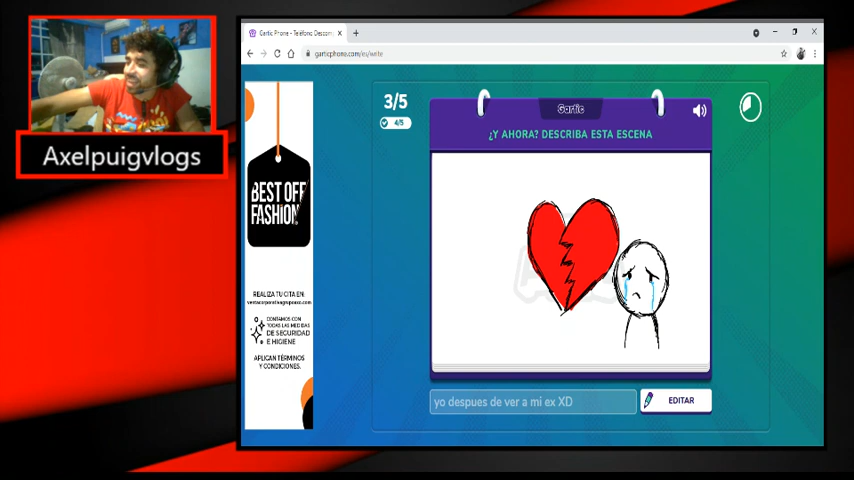 Axelpuigvlogs
Gartic Phone - Teléfono Descom
garticphone.com/es/write
3/5
4/5
Gartic
¿Y AHORA? DESCRIBA ESTA ESCENA
BEST OFF
FASHION
REALIZA TU CITA EN:
CONTAMOS CON
TODAS LAS MEDIDAS
DE SEGURIDAD
E HIGIENE
APLICAN TÉRMINOS
Y CONDICIONES.
yo despues de ver a mi ex XD
EDITAR